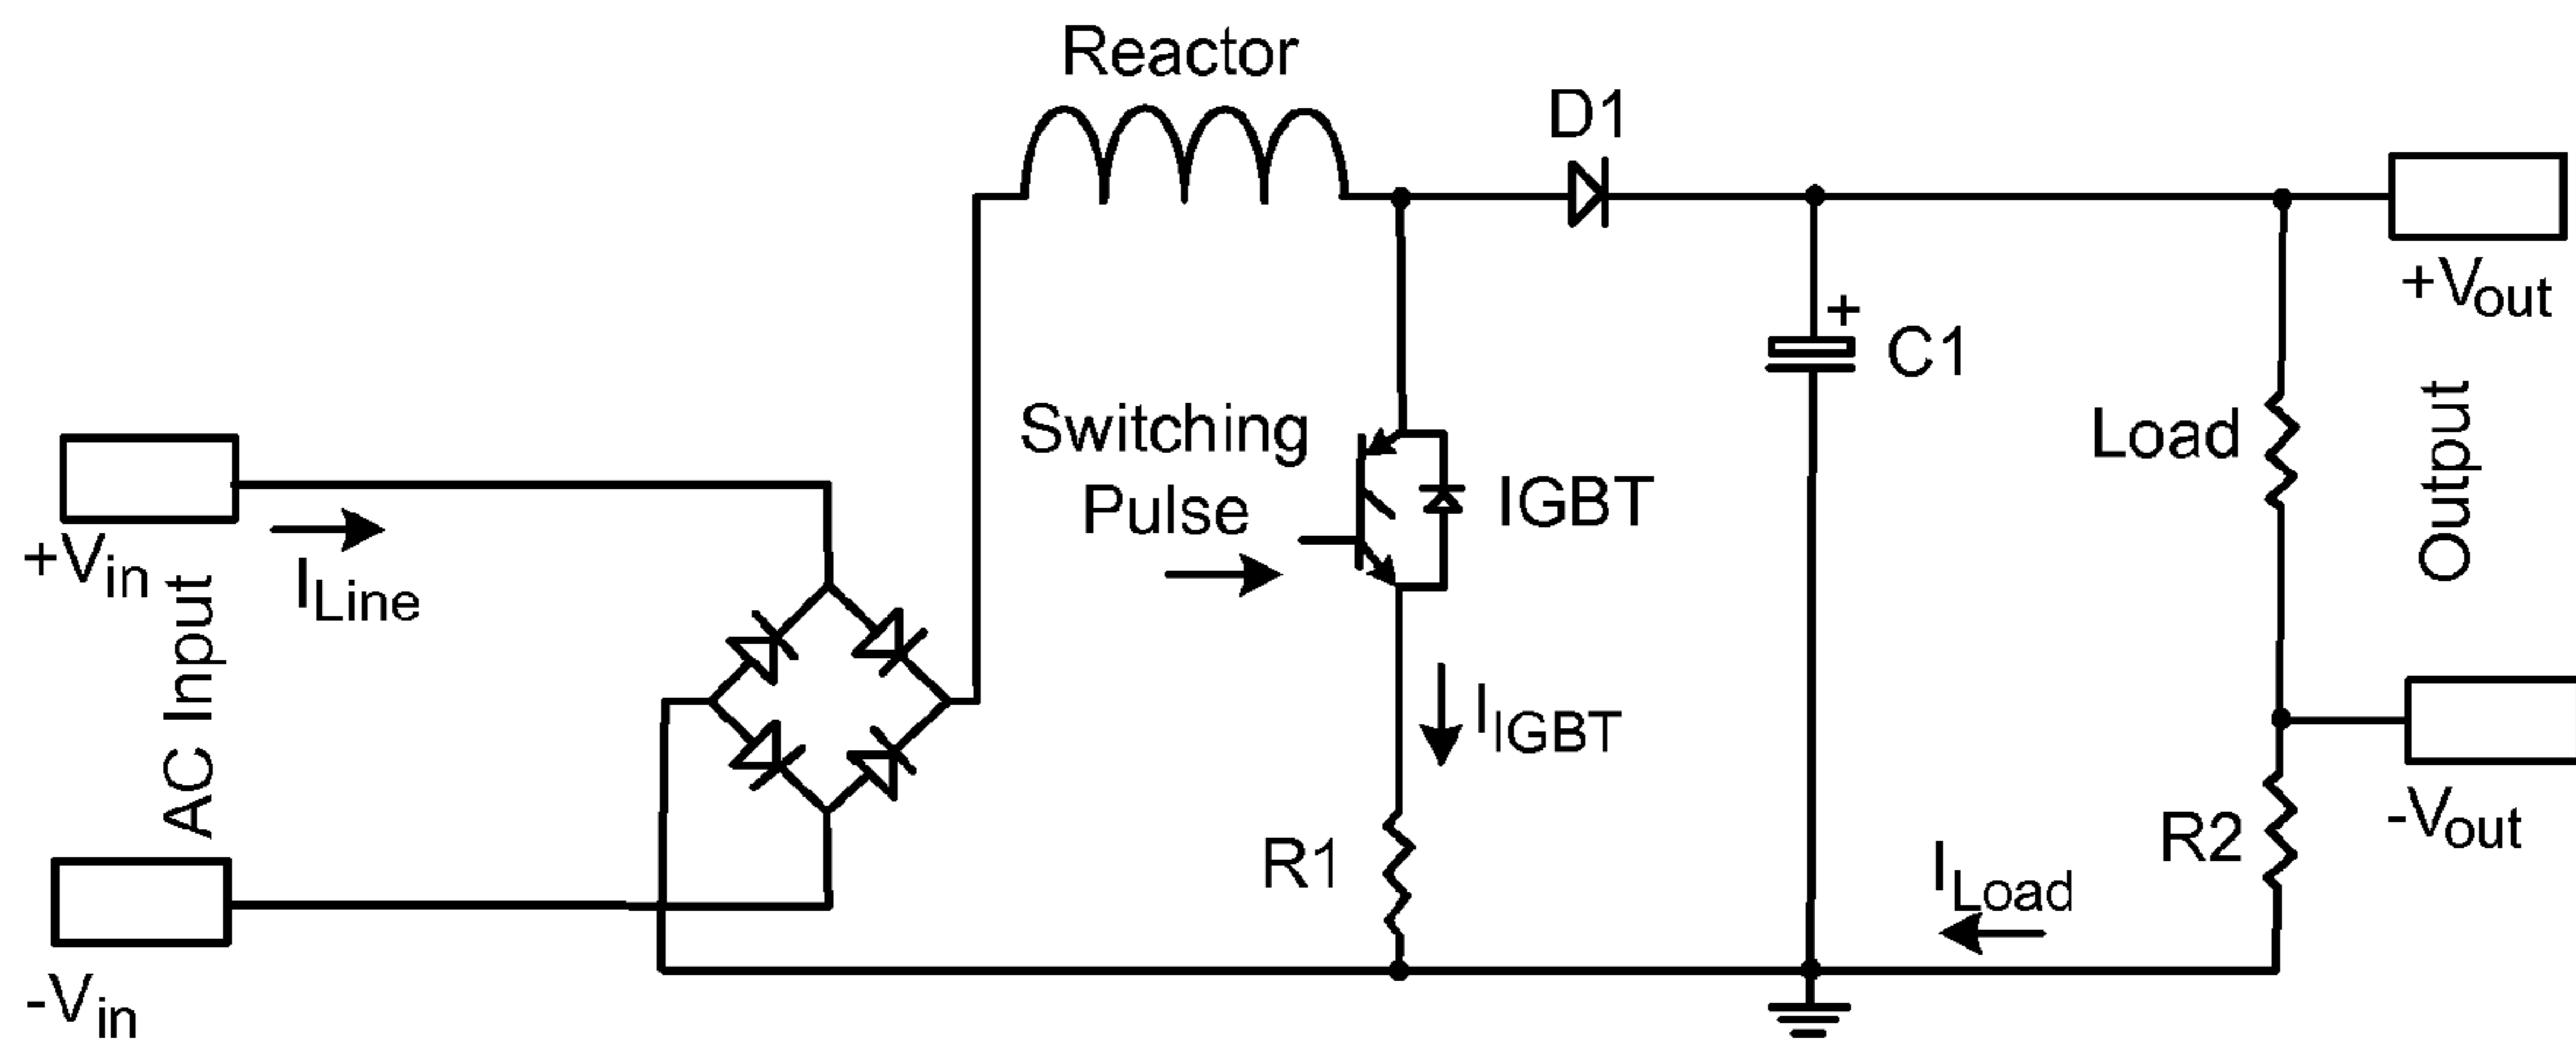 Reactor
D1
+Vout
Switching
Pulse
IGBT
+
C1
Load
Output
+Vin
ILine
AC Input
IIGBT
R1
R2
-Vout
ILoad
-Vin